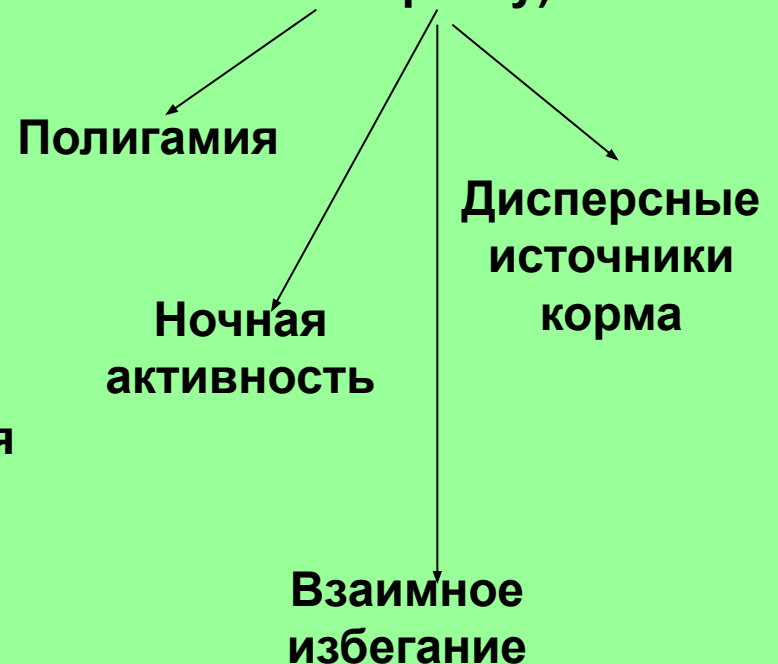 Полигамия
Дисперсные
источники
корма
Ночная
активность
я
Взаимное
избегание